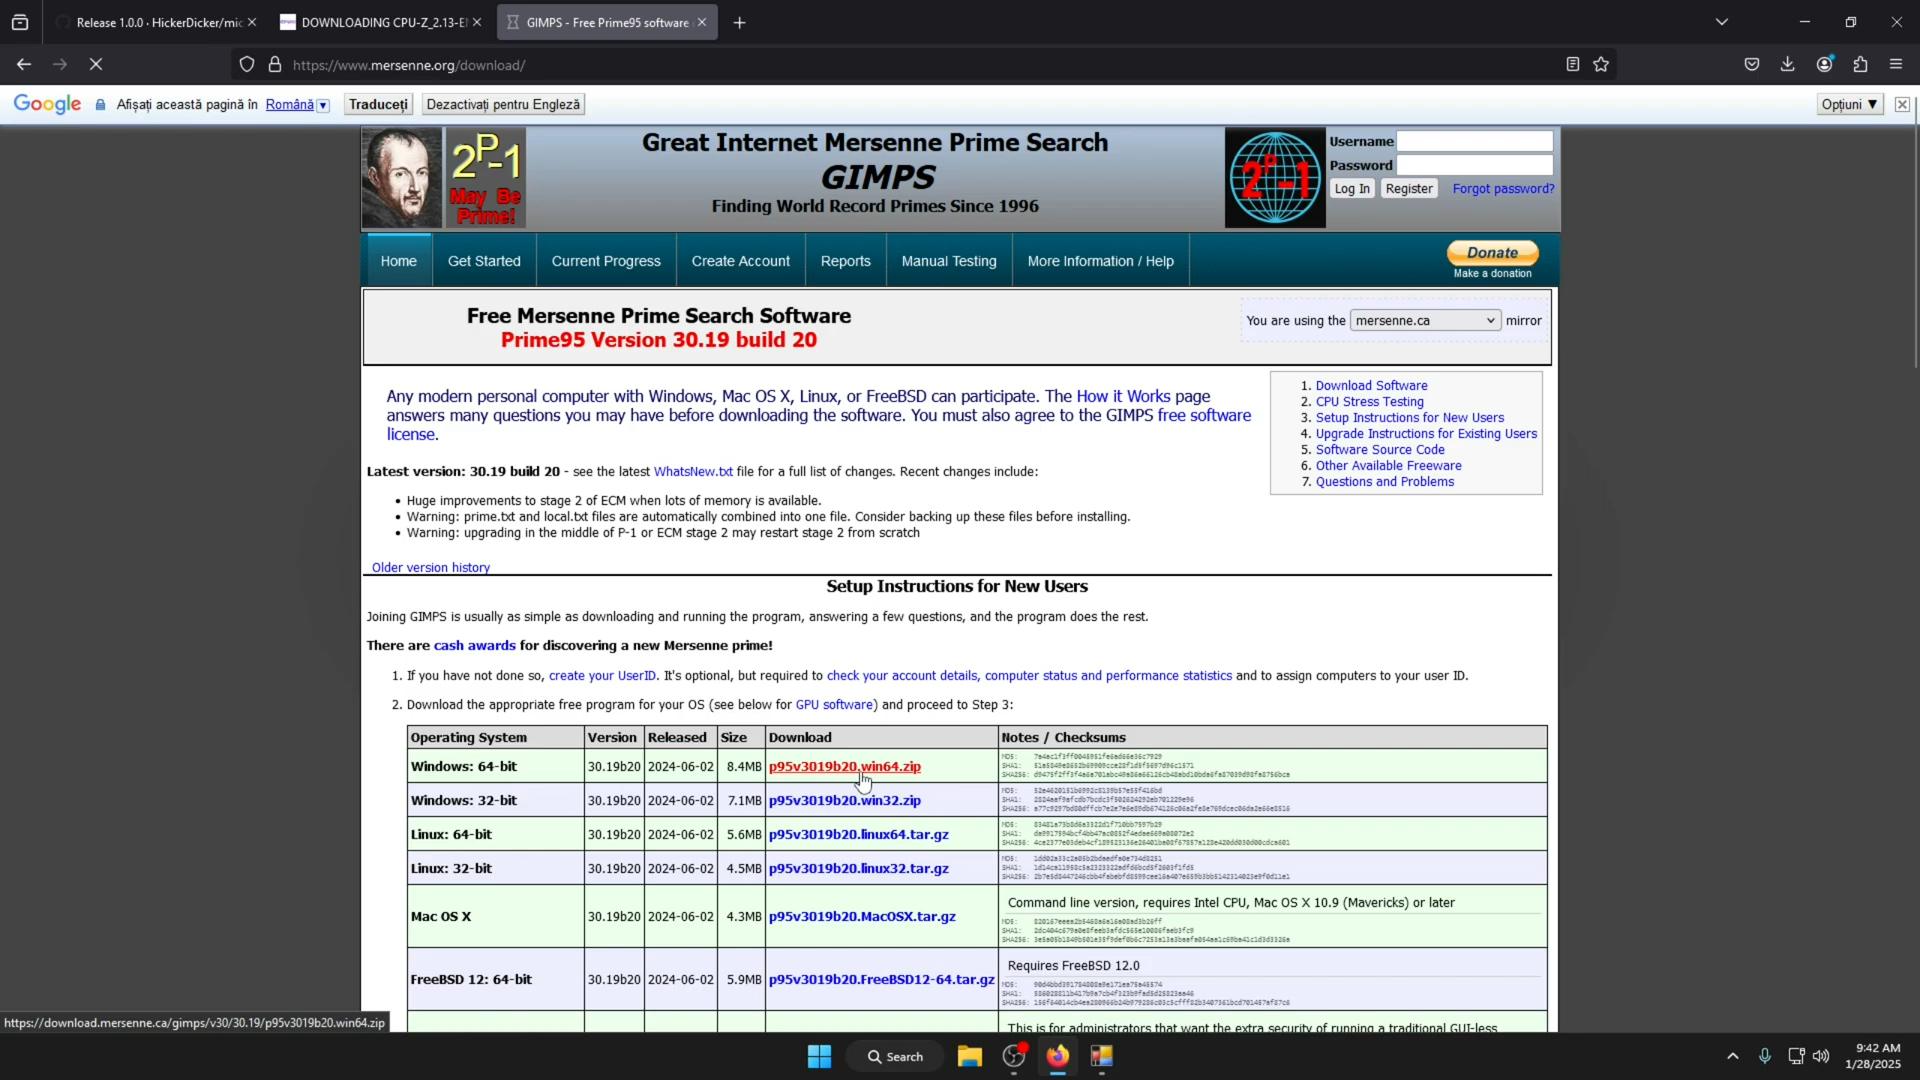 Release 1.0.0 · HickerDicker/mic
DOWNLOADING CPU-Z_2.13-E
GIMPS - Free Prime95 software
https://www.mersenne.org/download/
Google Afișați această pagină în Română Traduceți Dezactivați pentru Engleză Opțiuni ▼
2P-1
May Be
Prime!
Great Internet Mersenne Prime Search
GIMPS
Finding World Record Primes Since 1996
2P-1
Username
Password
Log In Register Forgot password?
Home Get Started Current Progress Create Account Reports Manual Testing More Information / Help
Donate
Make a donation
Free Mersenne Prime Search Software
Prime95 Version 30.19 build 20
You are using the mersenne.ca mirror
Any modern personal computer with Windows, Mac OS X, Linux, or FreeBSD can participate. The How it Works page
answers many questions you may have before downloading the software. You must also agree to the GIMPS free software
license.
1. Download Software
2. CPU Stress Testing
3. Setup Instructions for New Users
4. Upgrade Instructions for Existing Users
5. Software Source Code
6. Other Available Freeware
7. Questions and Problems
Latest version: 30.19 build 20 - see the latest WhatsNew.txt file for a full list of changes. Recent changes include:
• Huge improvements to stage 2 of ECM when lots of memory is available.
• Warning: prime.txt and local.txt files are automatically combined into one file. Consider backing up these files before installing.
• Warning: upgrading in the middle of P-1 or ECM stage 2 may restart stage 2 from scratch
Older version history
Setup Instructions for New Users
Joining GIMPS is usually as simple as downloading and running the program, answering a few questions, and the program does the rest.
There are cash awards for discovering a new Mersenne prime!
1. If you have not done so, create your UserID. It's optional, but required to check your account details, computer status and performance statistics and to assign computers to your user ID.
2. Download the appropriate free program for your OS (see below for GPU software) and proceed to Step 3:
Operating System Version Released Size Download Notes / Checksums
Windows: 64-bit 30.19b20 2024-06-02 8.4MB p95v3019b20.win64.zip
MD5:
SHA1:
SHA256:
Windows: 32-bit 30.19b20 2024-06-02 7.1MB p95v3019b20.win32.zip
MD5:
SHA1:
SHA256:
Linux: 64-bit 30.19b20 2024-06-02 5.6MB p95v3019b20.linux64.tar.gz
MD5:
SHA1:
SHA256:
Linux: 32-bit 30.19b20 2024-06-02 4.5MB p95v3019b20.linux32.tar.gz
MD5:
SHA1:
SHA256:
Mac OS X 30.19b20 2024-06-02 4.3MB p95v3019b20.MacOSX.tar.gz
Command line version, requires Intel CPU, Mac OS X 10.9 (Mavericks) or later
MD5:
SHA1:
SHA256:
FreeBSD 12: 64-bit 30.19b20 2024-06-02 5.9MB p95v3019b20.FreeBSD12-64.tar.gz
Requires FreeBSD 12.0
MD5:
SHA1:
SHA256:
This is for administrators that want the extra security of running a traditional GUI-less
https://download.mersenne.ca/gimps/v30/30.19/p95v3019b20.win64.zip
Search
9:42 AM
1/28/2025